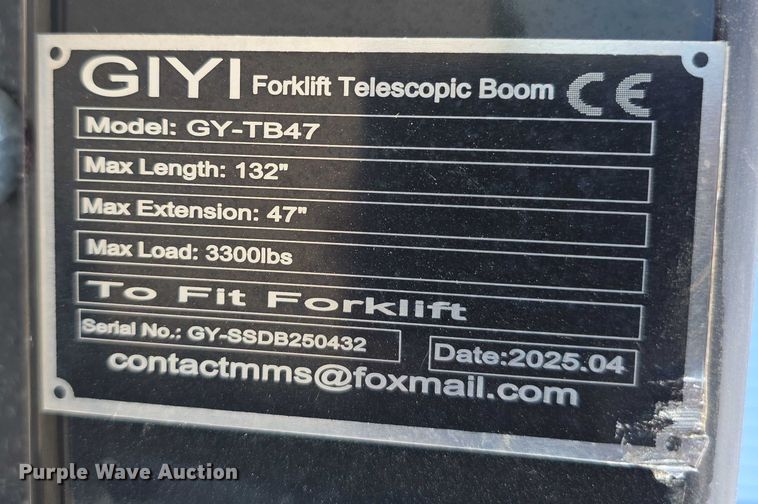 GIYI Forklift Telescopic Boom CE
Model: GY-TB47
Max Length: 132"
Max Extension: 47"
Max Load: 3300lbs
To Fit Forklift
Serial No.: GY-SSDB250432
Date:2025.04
contactmms@foxmail.com
Purple Wave Auction